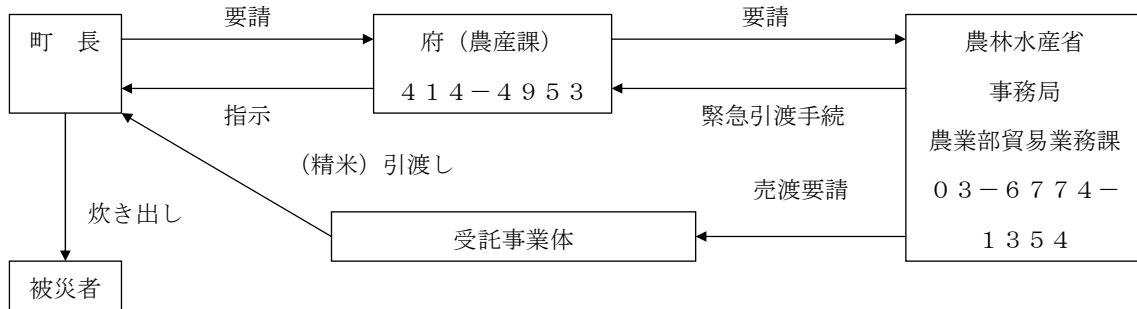 要請
要請
町　長
府（農産課）
４１４－４９５３
農林水産省
事務局
農業部貿易業務課
０３－６７７４－
１３５４
指示
緊急引渡手続
（精米）引渡し
売渡要請
炊き出し
受託事業体
被災者